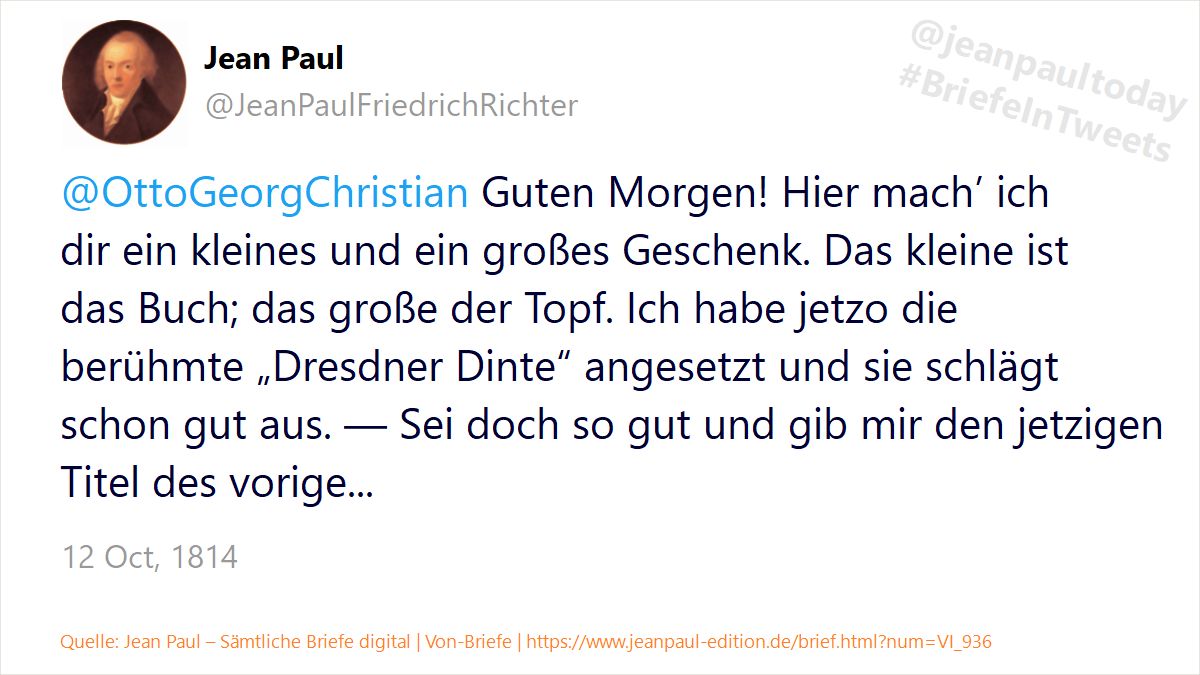 Jean Paul
@JeanPaulFriedrichRichter
@jeanpaultoday
#BriefeInTweets
@OttoGeorgChristian Guten Morgen! Hier mach’ ich
dir ein kleines und ein großes Geschenk. Das kleine ist
das Buch; das große der Topf. Ich habe jetzo die
berühmte „Dresdner Dinte“ angesetzt und sie schlägt
schon gut aus. — Sei doch so gut und gib mir den jetzigen
Titel des vorige...
12 Oct, 1814
Quelle: Jean Paul – Sämtliche Briefe digital | Von-Briefe | https://www.jeanpaul-edition.de/brief.html?num=VI_936